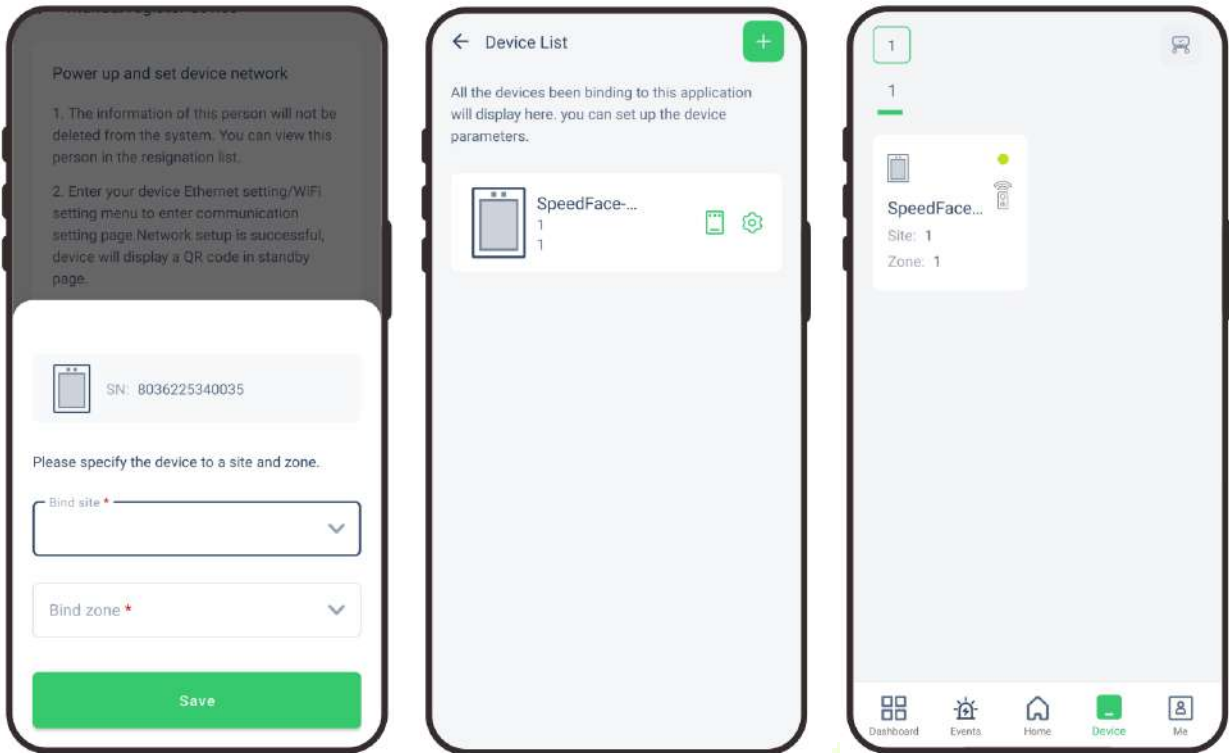 Manual register device
Power up and set device network
1. The information of this person will not be
deleted from the system. You can view this
person in the resignation list.
2. Enter your device Ethernet setting/WiFi
setting menu to enter communication
setting page.Network setup is successful,
device will display a QR code in standby
page.
SN: 8036225340035
Please specify the device to a site and zone.
Bind site *
Bind zone *
Save
Device List
All the devices been binding to this application
will display here. you can set up the device
parameters.
SpeedFace-...
1
1
1
1
SpeedFace...
Site: 1
Zone: 1
Dashboard
Events
Home
Device
Me